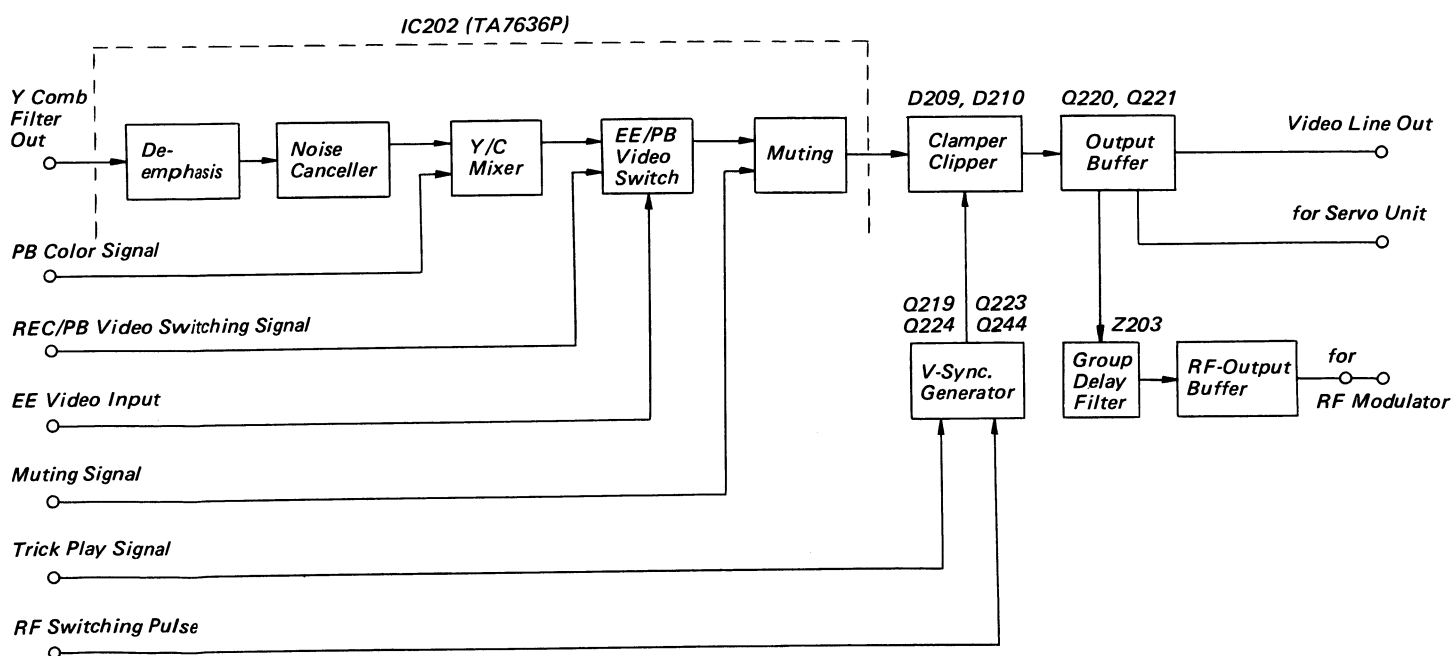 IC202 (TA7636P)
Y Comb
Filter
Out
De-
emphasis
Noise
Canceller
Y/C
Mixer
EE/PB
Video
Switch
Muting
D209, D210
Clamper
Clipper
Q220, Q221
Output
Buffer
Video Line Out
for Servo Unit
PB Color Signal
REC/PB Video Switching Signal
EE Video Input
Muting Signal
Trick Play Signal
RF Switching Pulse
Q219 Q223
Q224 Q244
V-Sync.
Generator
Z203
Group
Delay
Filter
RF-Output
Buffer
for
RF Modulator